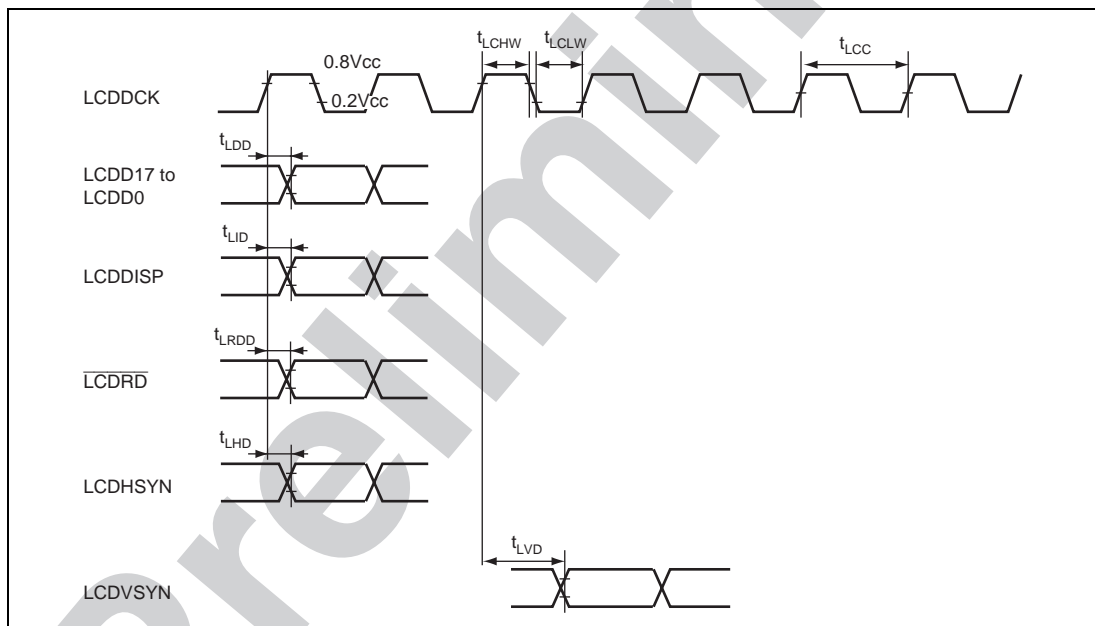 tLCHW tLCLW tLCC
0.8Vcc
LCDDCK
0.2Vcc
tLDD
LCDD17 to
LCDD0
tLID
LCDDISP
tLRDD
LCDRD
tLHD
LCDHSYN
tLVD
LCDVSYN
Prelimin